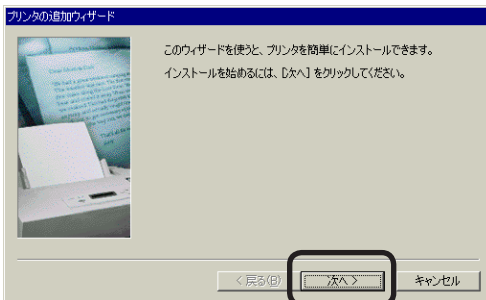 プリンタの追加ウィザード
このウィザードを使うと、プリンタを簡単にインストールできます。
インストールを始めるには、[次へ] をクリックしてください。
< 戻る(B)
次へ >
キャンセル